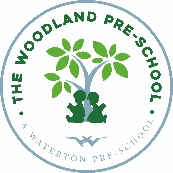 • THE WOODLAND PRE-SCHOOL •
A WATERTON PRE-SCHOOL